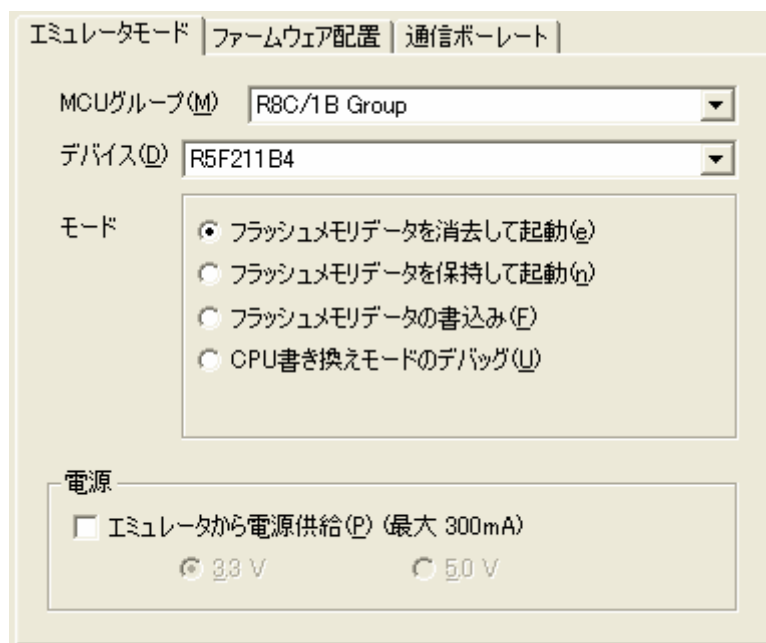 エミュレータモード ファームウェア配置 通信ボーレート
MCUグループ(M) R8C/1B Group
デバイス(D) R5F211B4
モード
フラッシュメモリデータを消去して起動(e)
フラッシュメモリデータを保持して起動(n)
フラッシュメモリデータの書込み(F)
CPU書き換えモードのデバッグ(U)
電源
エミュレータから電源供給(P) (最大 300mA)
3.3 V 5.0 V